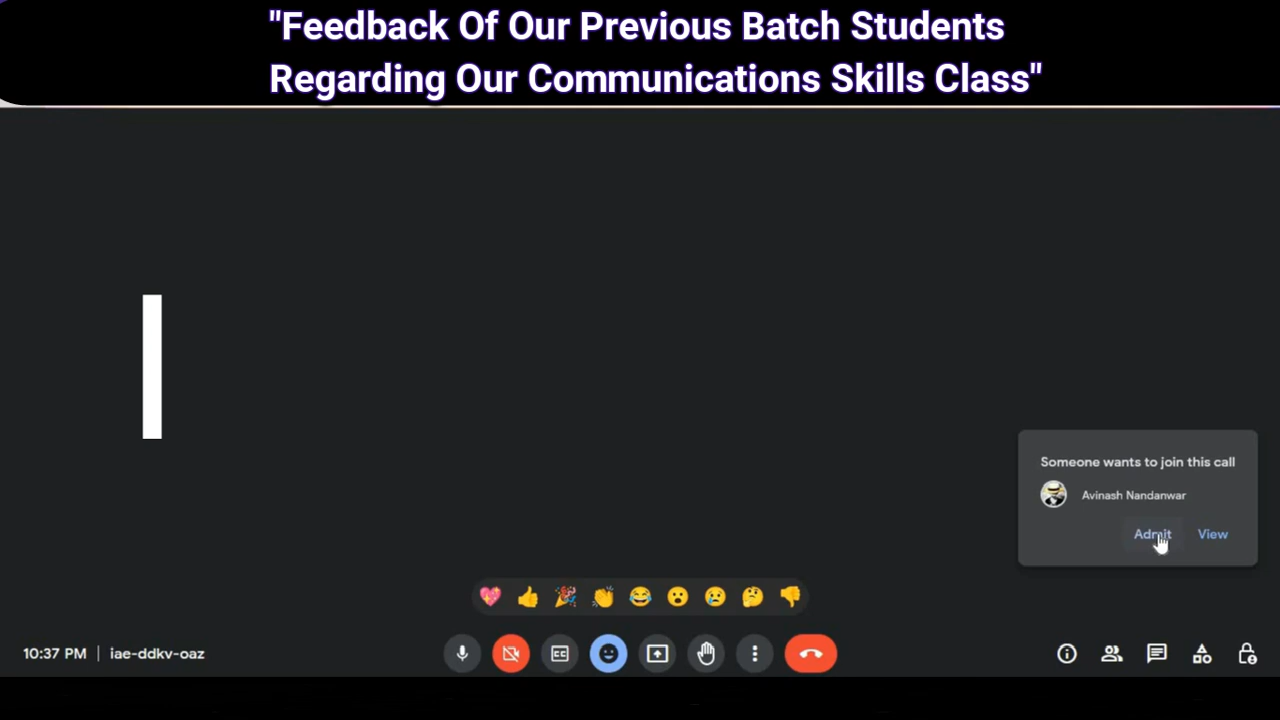 "Feedback Of Our Previous Batch Students
Regarding Our Communications Skills Class"
Someone wants to join this call
Avinash Nandanwar
Admit View
10:37 PM | iae-ddkv-oaz